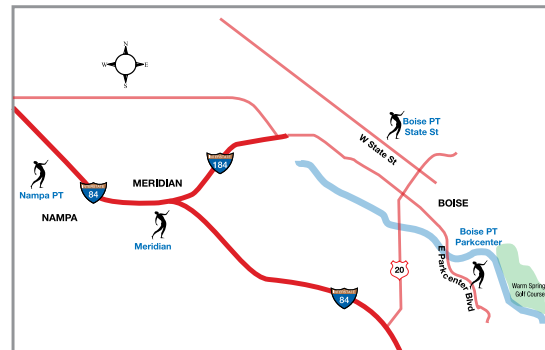 N
W E
S
Boise PT
State St
W State St
184
MERIDIAN
Nampa PT
84
NAMPA
Meridian
BOISE
Boise PT
Parkcenter
E Parkcenter Blvd
20
84
Warm Spring
Golf Course